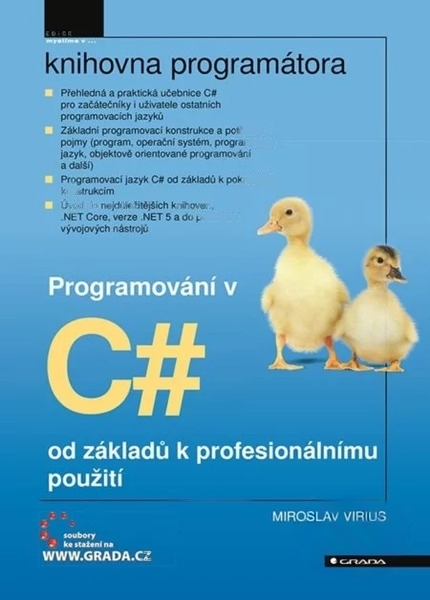 EDICE
myslíme v ...
knihovna programátora
Přehledná a praktická učebnice C#
pro začátečníky i uživatele ostatních
programovacích jazyků
Základní programovací konstrukce a
pojmy (program, operační systém,
jazyk, objektově orientované programování
a další)
Programovací jazyk C# od základů k

.NET Core, verze .NET 5 a do
vývojových nástrojů
Programování v
C#
od základů k profesionálnímu
použití
MIROSLAV VIRIUS
soubory
ke stažení na
WWW.GRADA.CZ
GRADA